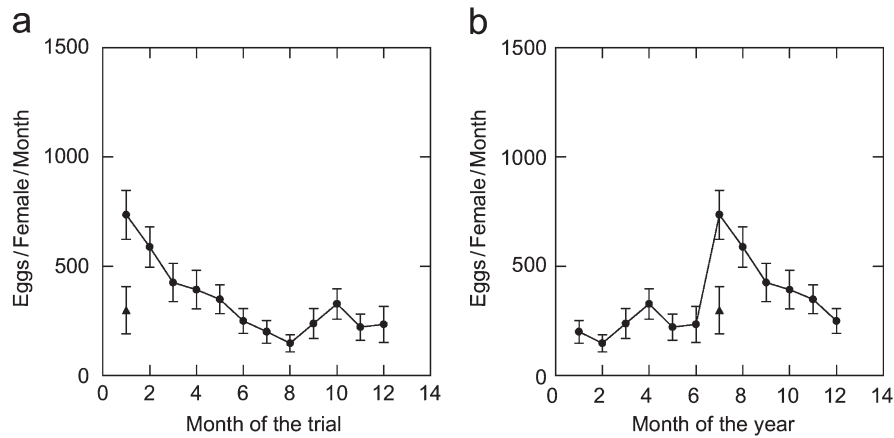 a
1500
1000
500
0
Eggs/Female/Month
0 2 4 6 8 10 12 14
Month of the trial
b
1500
1000
500
0
Eggs/Female/Month
0 2 4 6 8 10 12 14
Month of the year